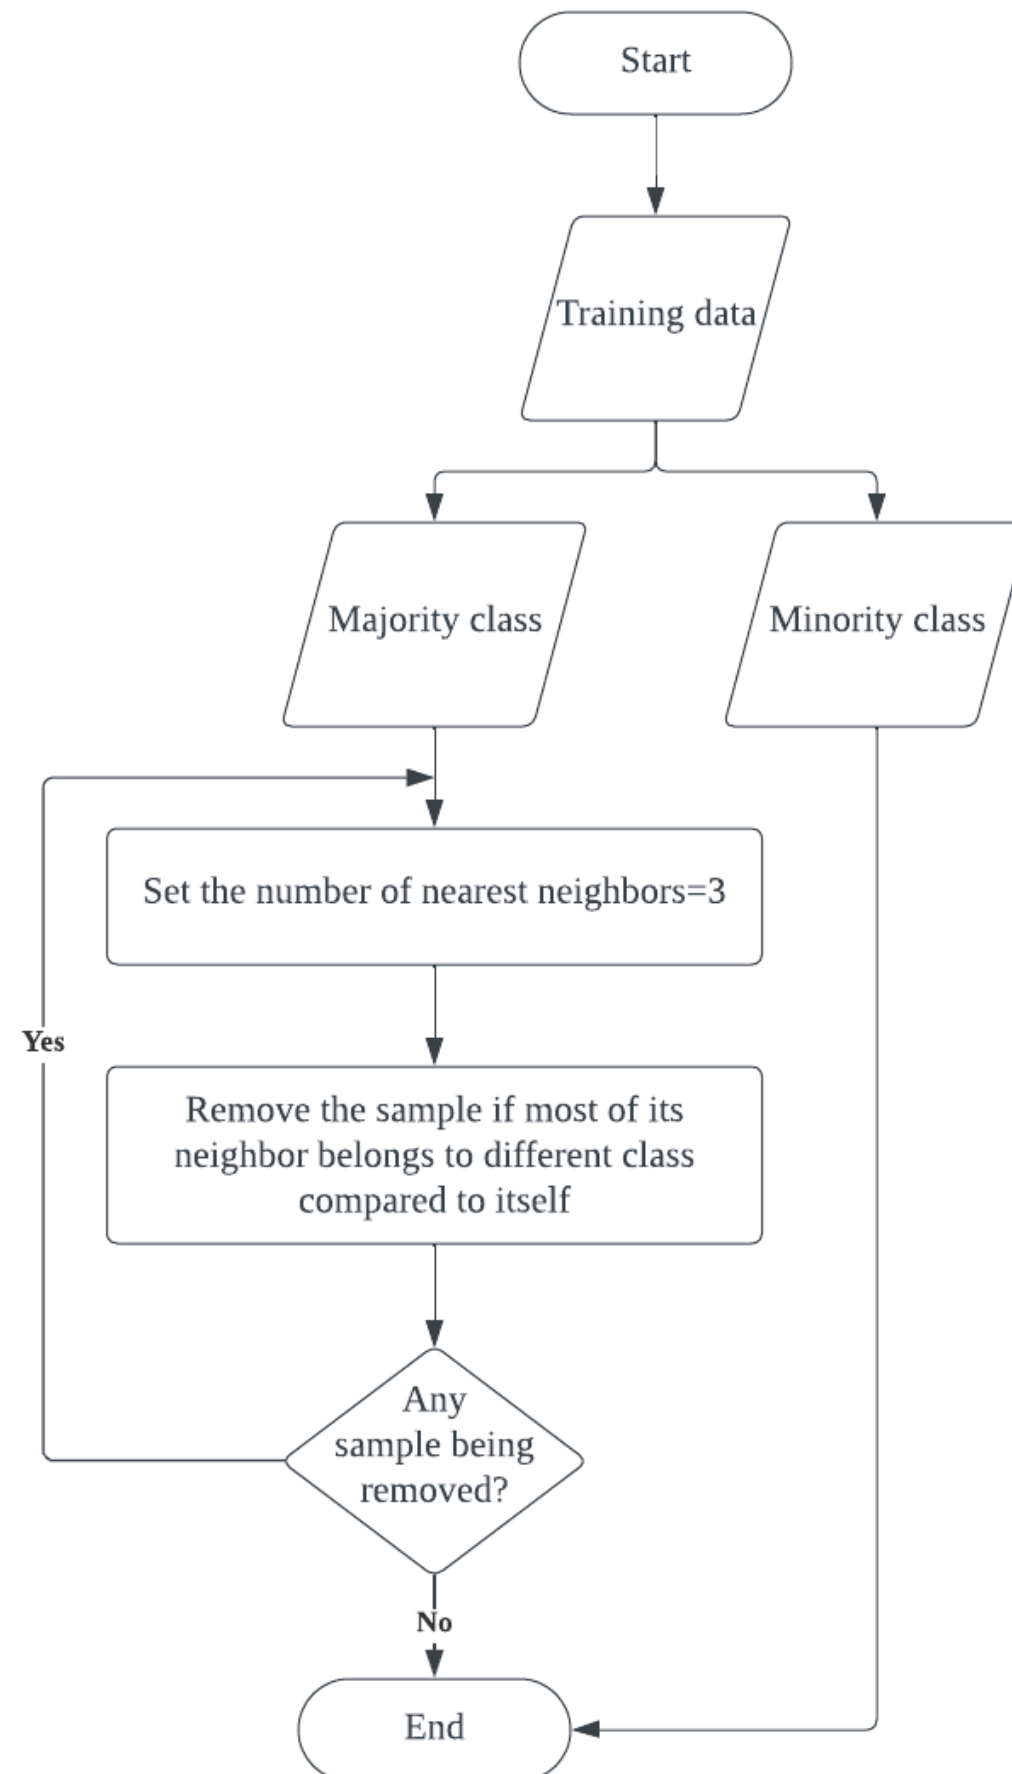 Start
Training data
Majority class
Minority class
Set the number of nearest neighbors=3
Yes
Remove the sample if most of its
neighbor belongs to different class
compared to itself
Any
sample being
removed?
No
End